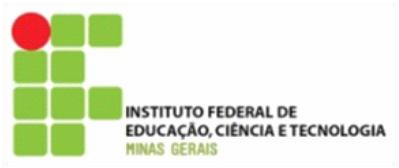 INSTITUTO FEDERAL DE
EDUCAÇÃO, CIÊNCIA E TECNOLOGIA
MINAS GERAIS